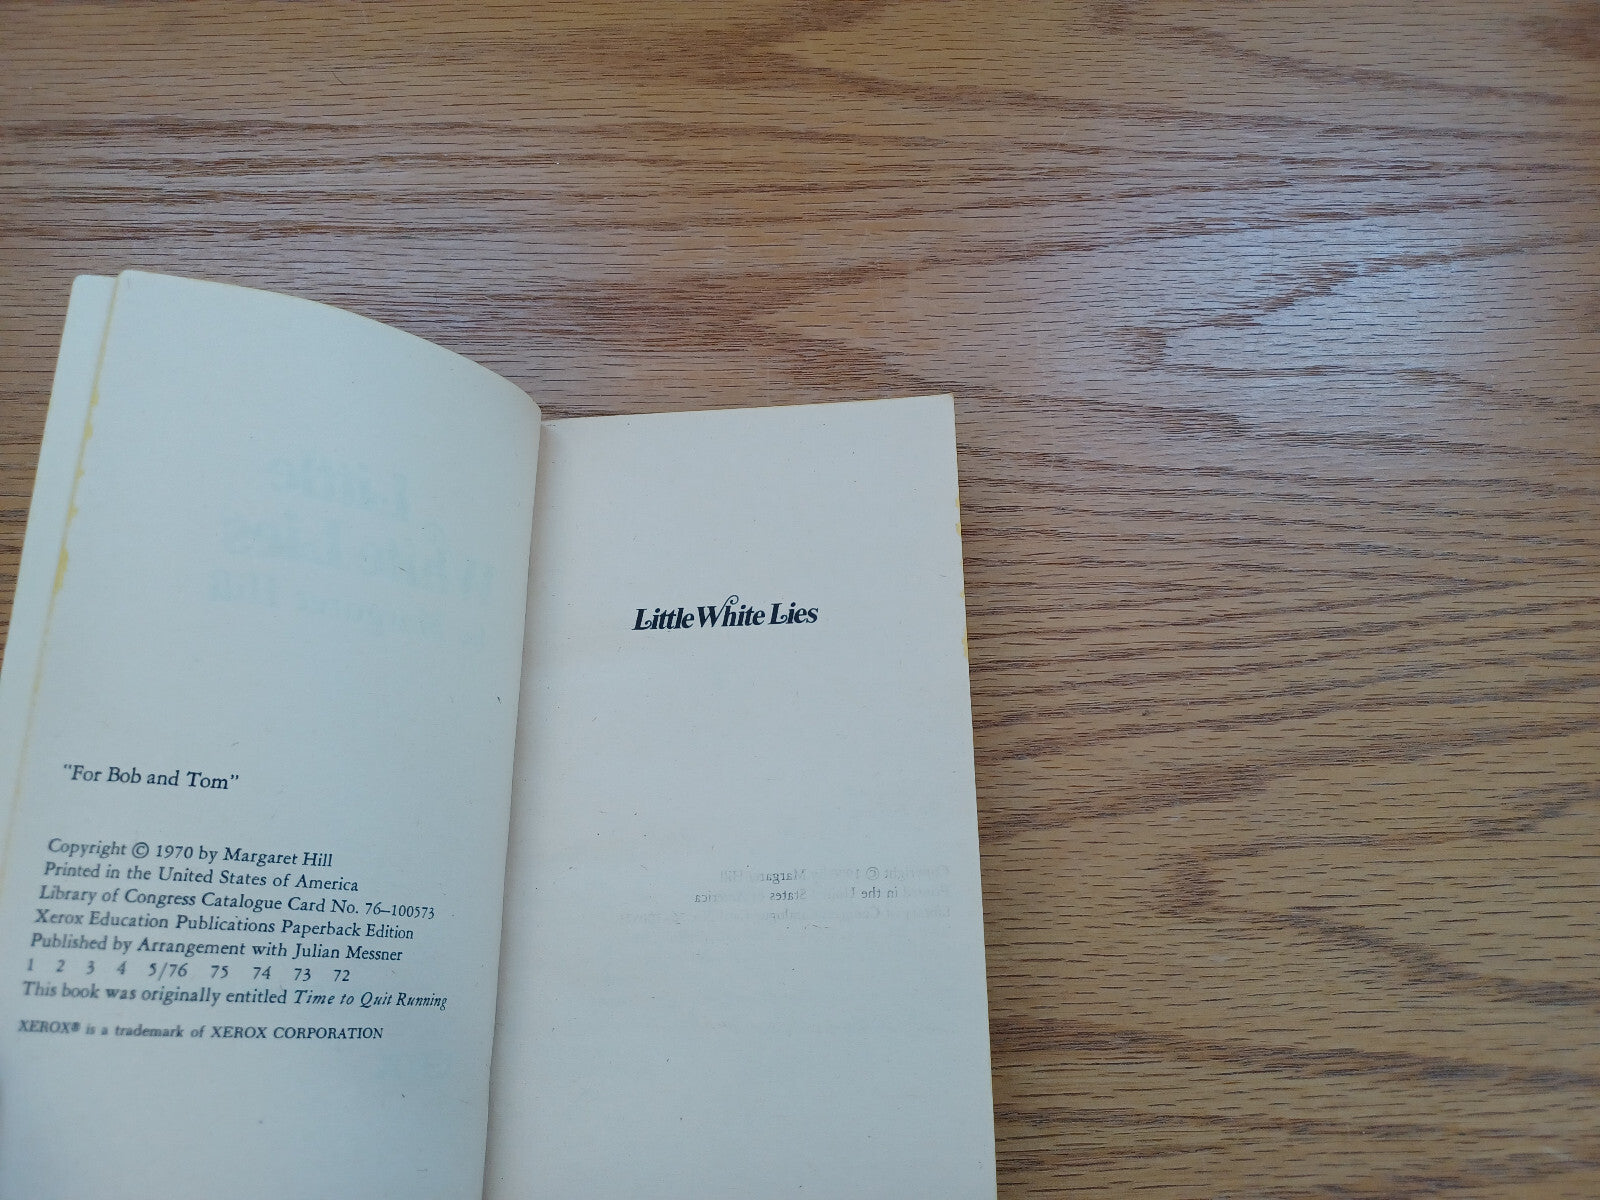 "For Bob and Tom"
Copyright © 1970 by Margaret Hill
Printed in the United States of America
Library of Congress Catalogue Card No. 76–100573
Xerox Education Publications Paperback Edition
Published by Arrangement with Julian Messner
1 2 3 4 5/76 75 74 73 72
This book was originally entitled Time to Quit Running
XEROX® is a trademark of XEROX CORPORATION
Little White Lies